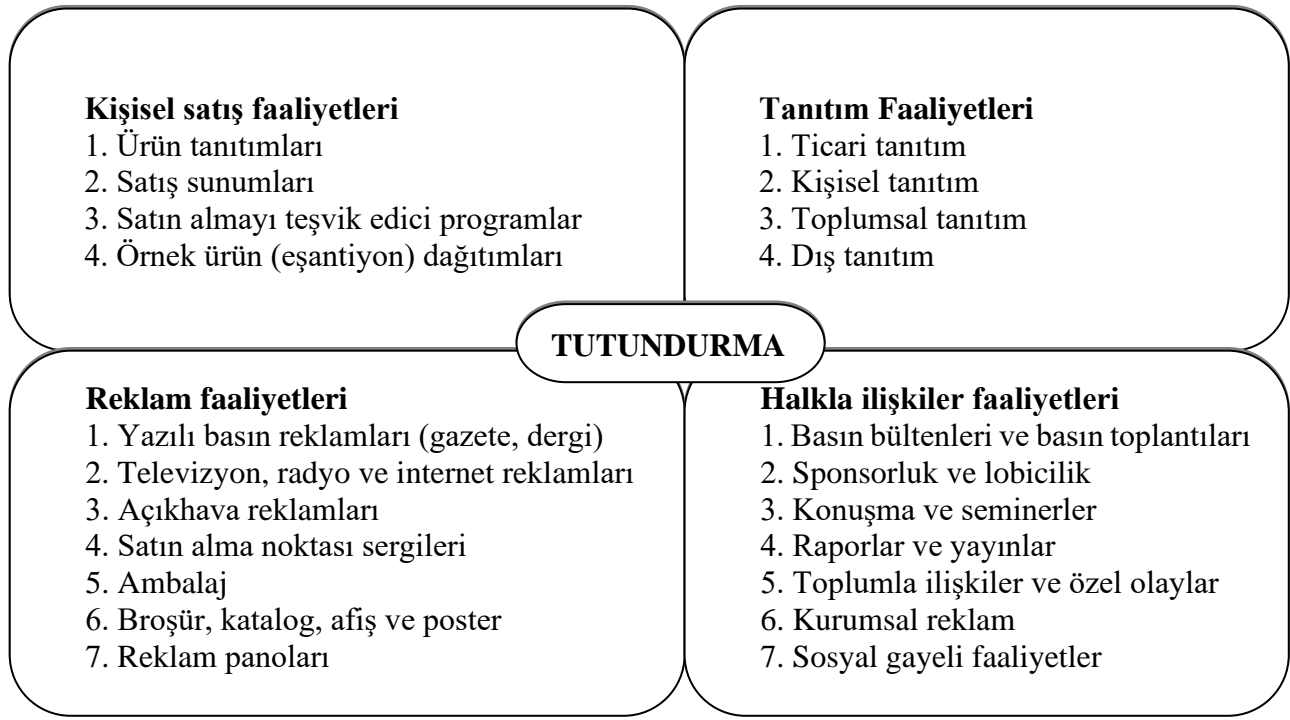 Kişisel satış faaliyetleri
1. Ürün tanıtımları
2. Satış sunumları
3. Satın almayı teşvik edici programlar
4. Örnek ürün (eşantiyon) dağıtımları
Tanıtım Faaliyetleri
1. Ticari tanıtım
2. Kişisel tanıtım
3. Toplumsal tanıtım
4. Dış tanıtım
TUTUNDURMA
Reklam faaliyetleri
1. Yazılı basın reklamları (gazete, dergi)
2. Televizyon, radyo ve internet reklamları
3. Açıkhava reklamları
4. Satın alma noktası sergileri
5. Ambalaj
6. Broşür, katalog, afiş ve poster
7. Reklam panoları
Halkla ilişkiler faaliyetleri
1. Basın bültenleri ve basın toplantıları
2. Sponsorluk ve lobicilik
3. Konuşma ve seminerler
4. Raporlar ve yayınlar
5. Toplumla ilişkiler ve özel olaylar
6. Kurumsal reklam
7. Sosyal gayeli faaliyetler